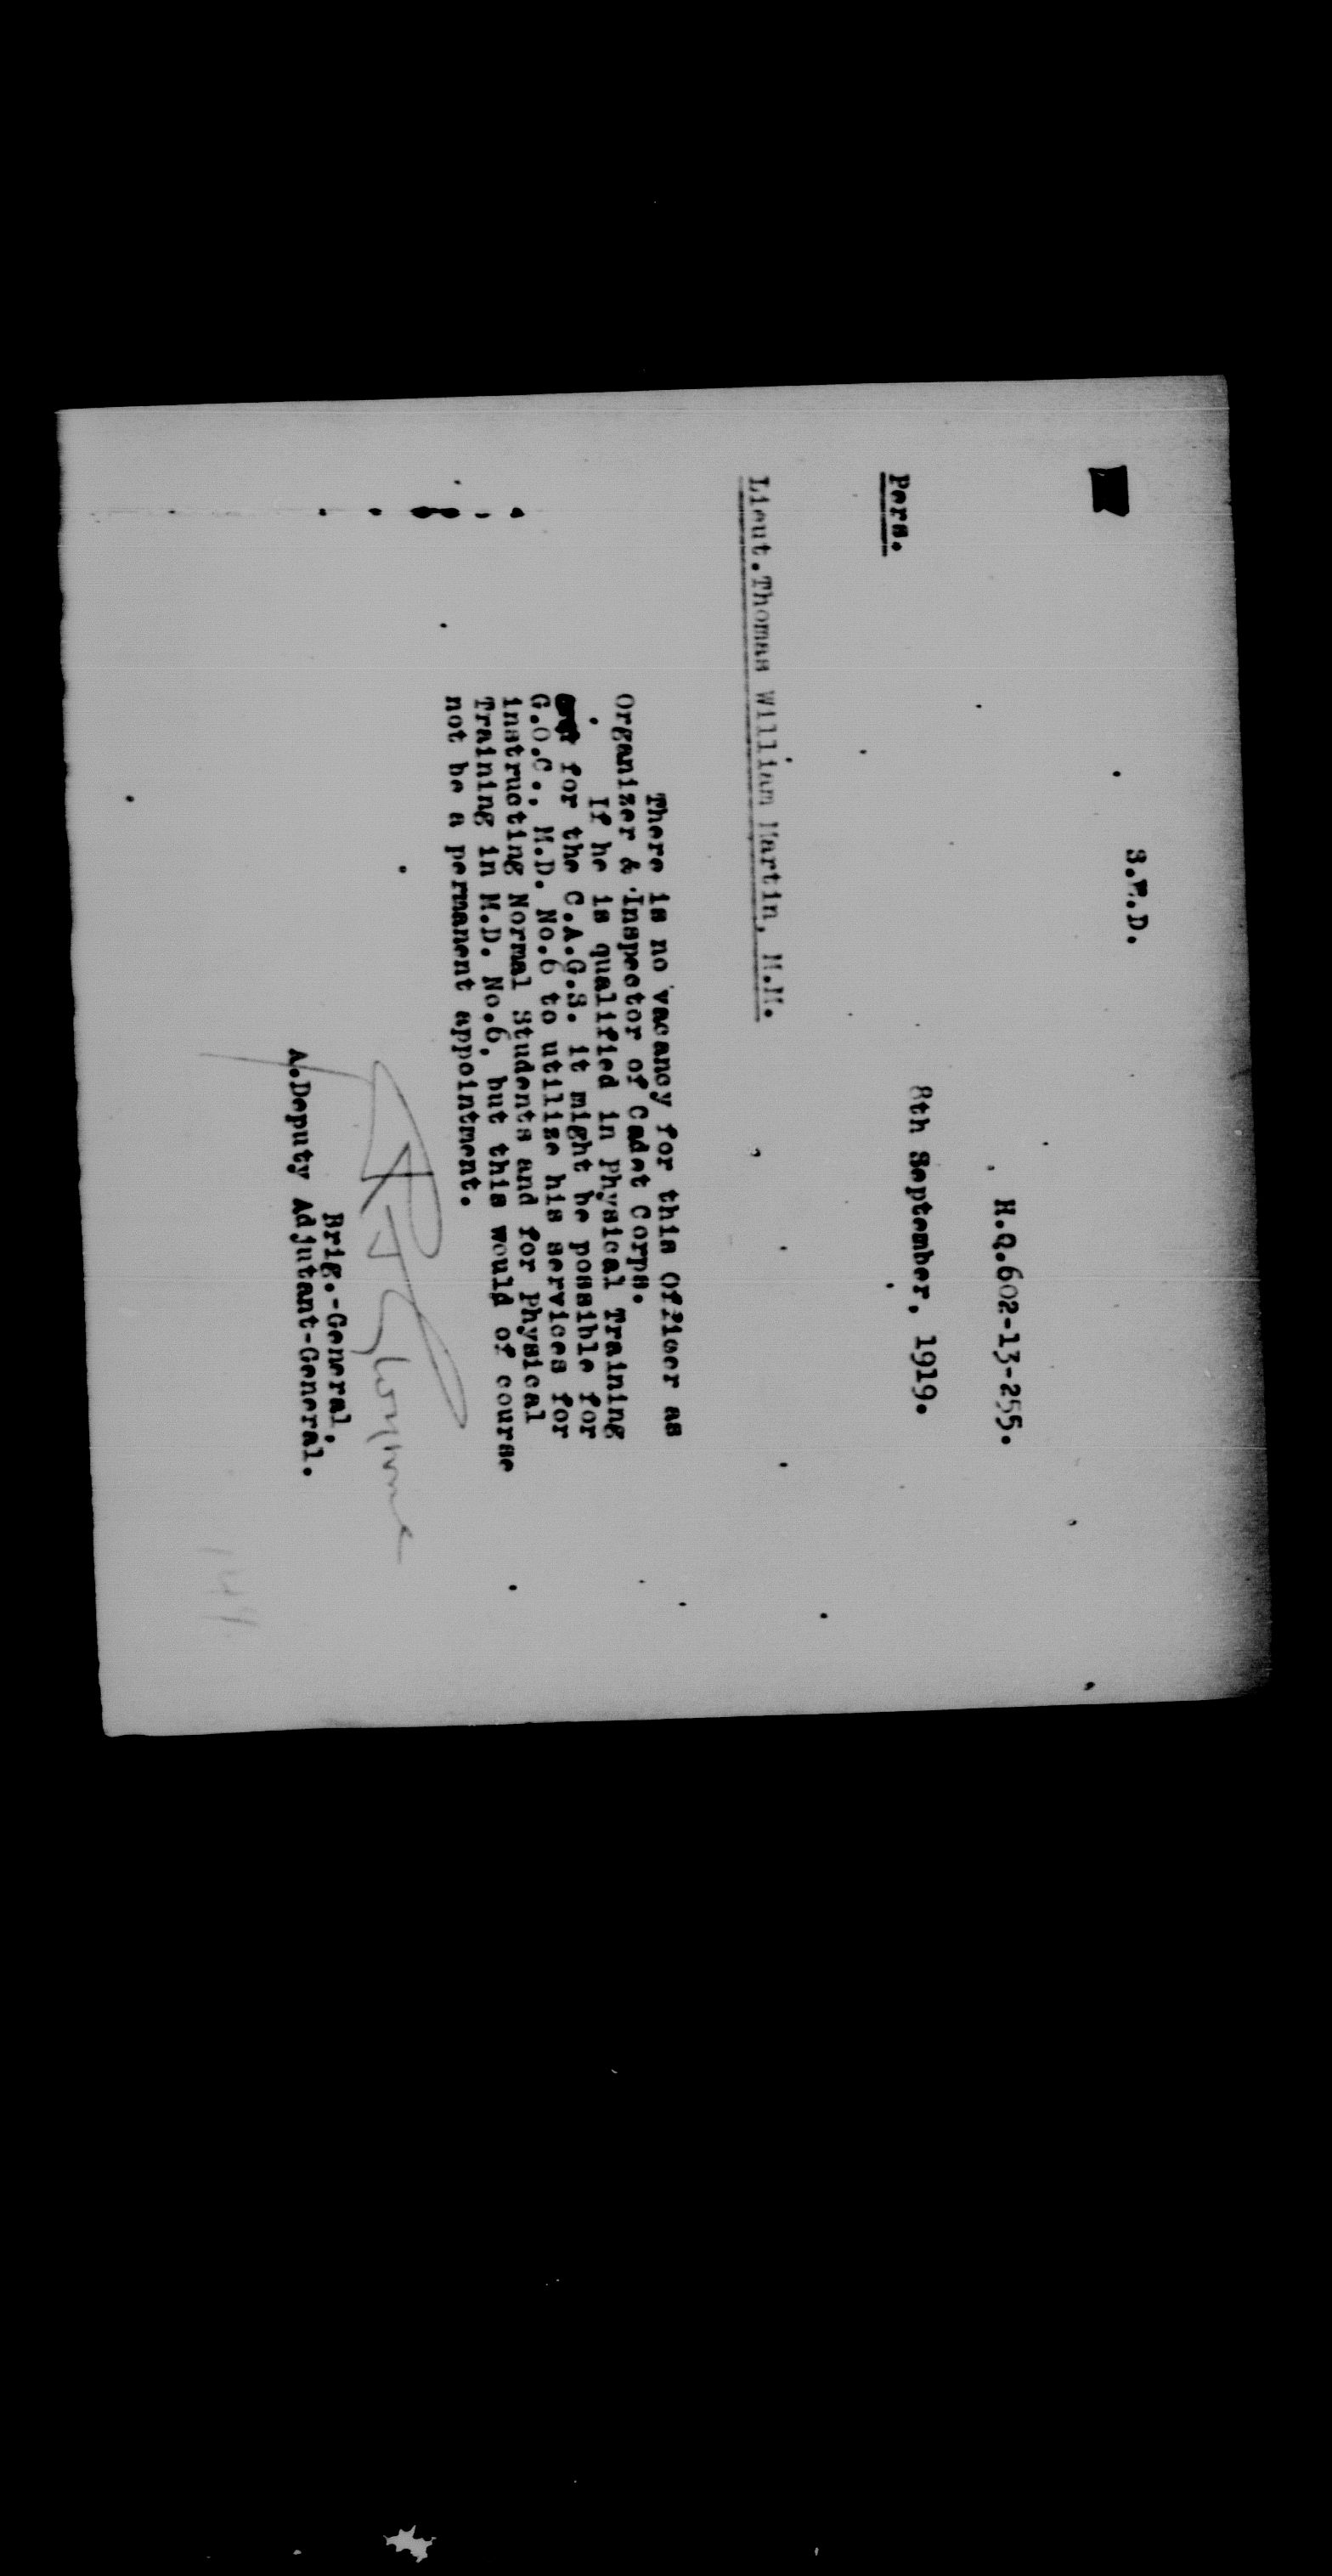 S.E.D.
H.Q.602-13-255.
8th September, 1919.
Pers.
Lieut.Thomas William Martin, M.M.
There is no vacancy for this Officer as
Organizer & Inspector of Cadet Corps.
If he is qualified in Physical Training
for the C.A.G.S. it might be possible for
G.O.C., M.D. No.6 to utilize his services for
instructing Normal Students and for Physical
Training in M.D. No.6, but this would of course
not be a permanent appointment.
Brig.-General,
A.Deputy Adjutant-General.